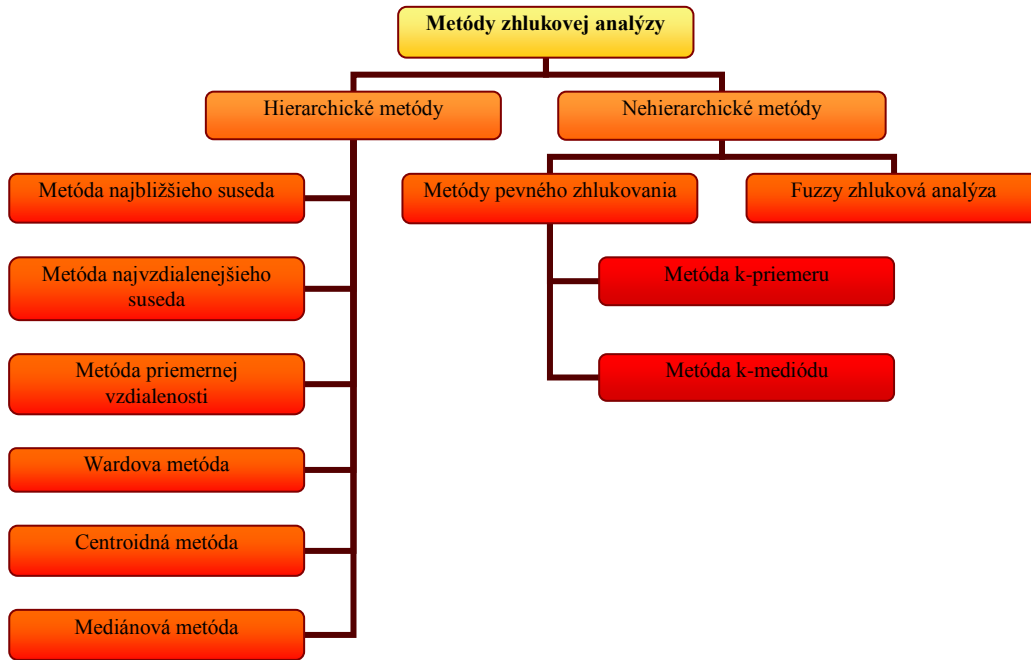 Metódy zhlukovej analýzy
Hierarchické metódy
Nehierarchické metódy
Metóda najbližšieho suseda
Metódy pevného zhlukovania
Fuzzy zhluková analýza
Metóda najvzdialenejšieho
suseda
Metóda k-priemeru
Metóda priemernej
vzdialenosti
Metóda k-mediódu
Wardova metóda
Centroidná metóda
Mediánová metóda